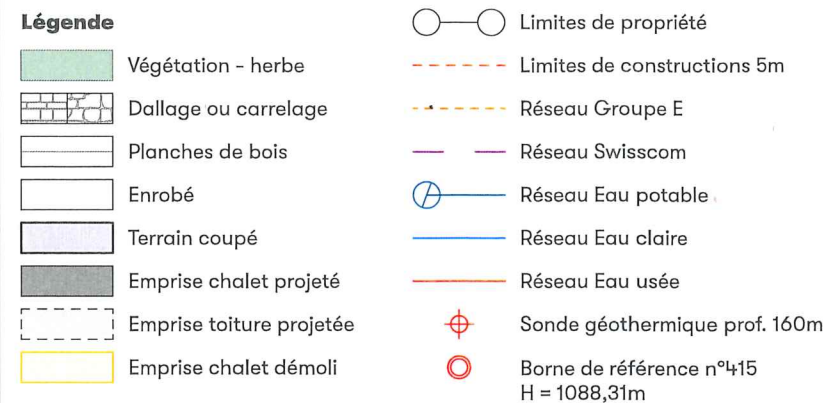 Légende
Végétation - herbe
Dallage ou carrelage
Planches de bois
Enrobé
Terrain coupé
Emprise chalet projeté
Emprise toiture projetée
Emprise chalet démoli
Limites de propriété
Limites de constructions 5m
Réseau Groupe E
Réseau Swisscom
Réseau Eau potable
Réseau Eau claire
Réseau Eau usée
Sonde géothermique prof. 160m
Borne de référence n°415
H = 1088,31m